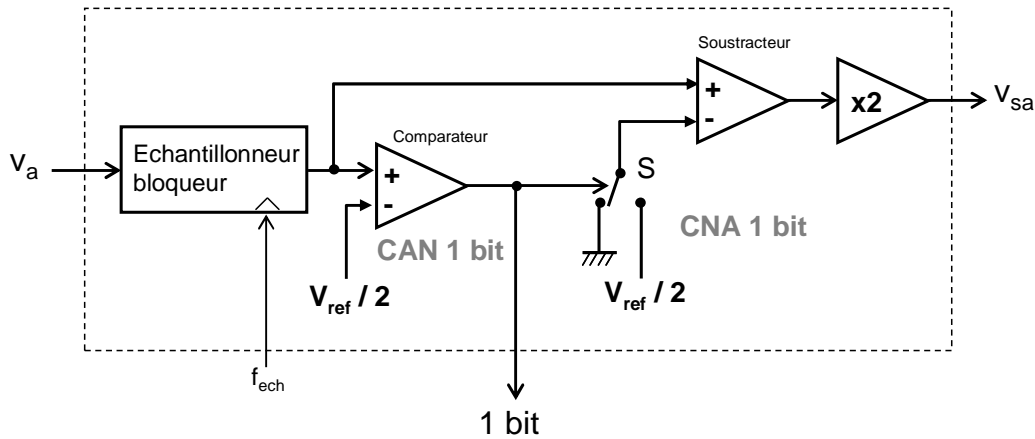 Soustracteur
+
-
x2
v_sa
Comparateur
Echantillonneur
bloqueur
v_a
+
-
S
CAN 1 bit
CNA 1 bit
V_ref / 2
V_ref / 2
f_ech
1 bit